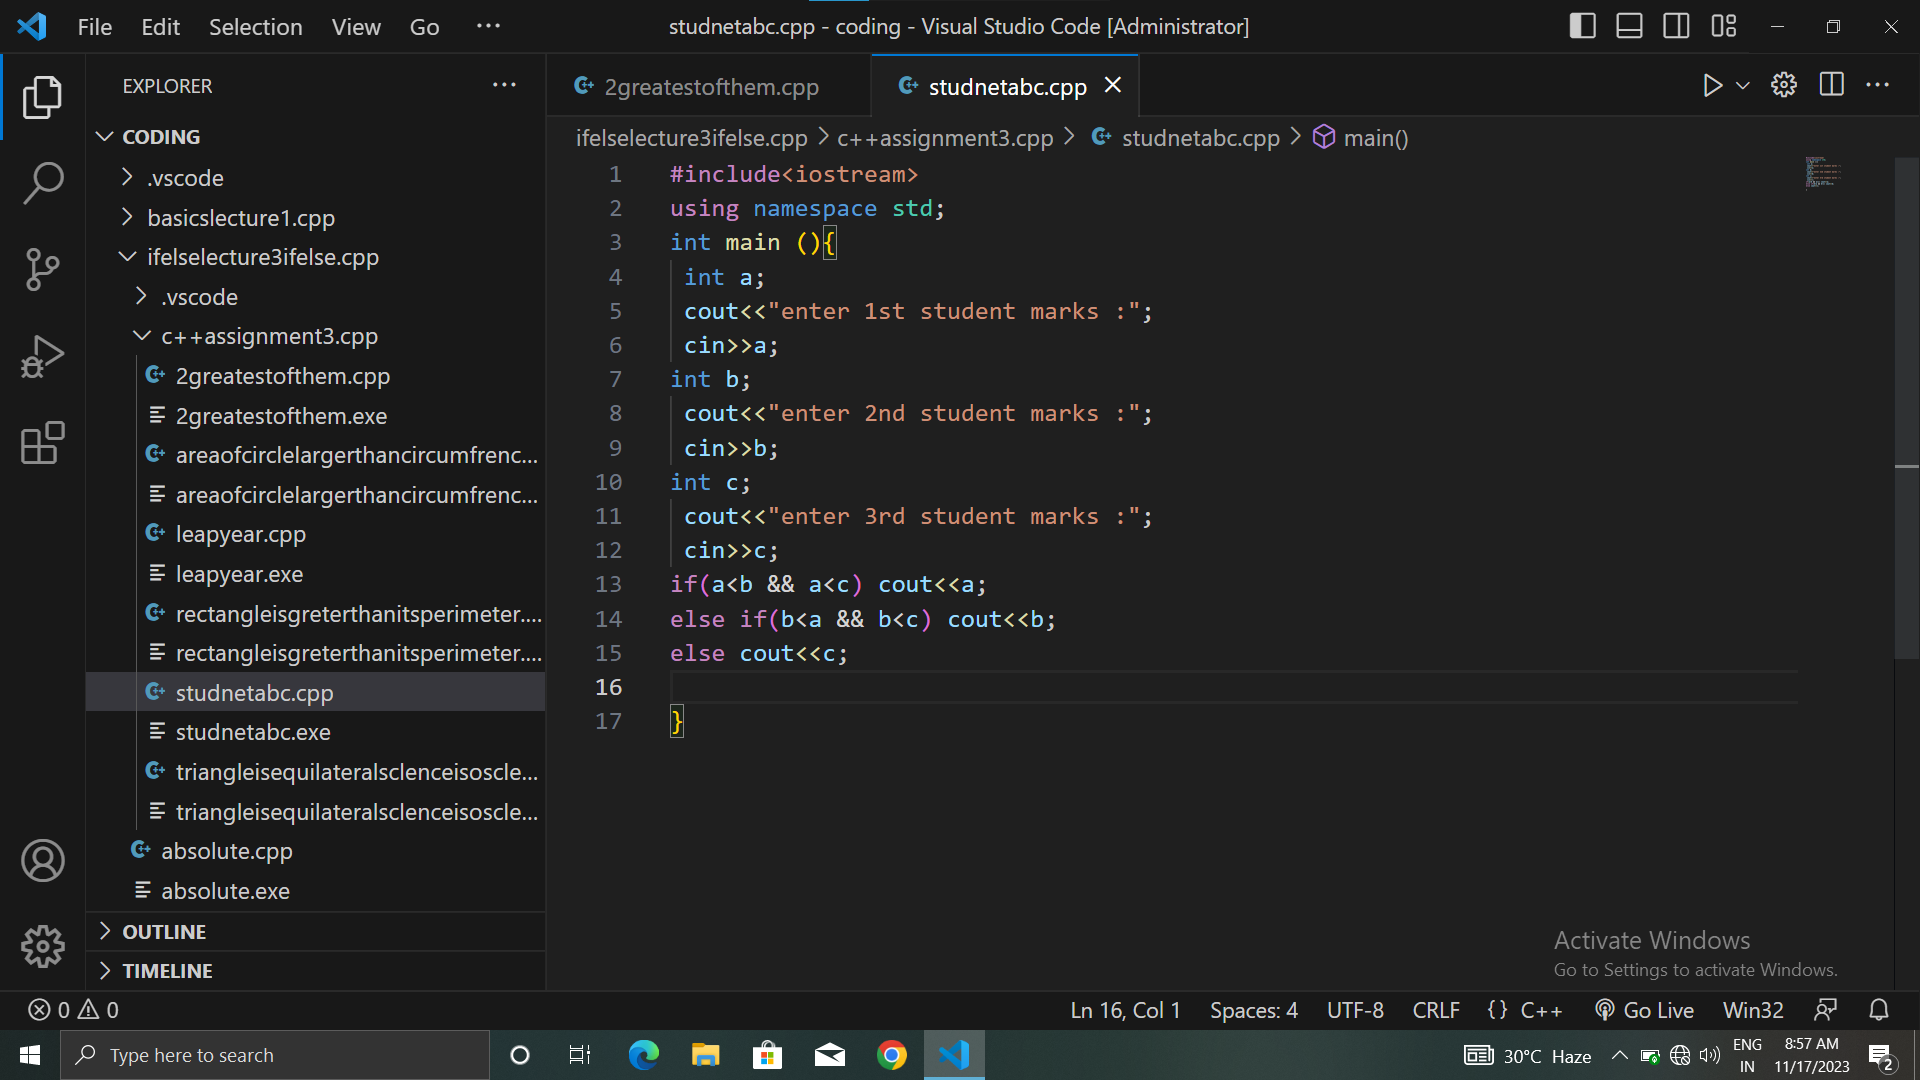 File Edit Selection View Go ···
studnetabc.cpp - coding - Visual Studio Code [Administrator]
EXPLORER
CODING
.vscode
basicslecture1.cpp
ifelselecture3ifelse.cpp
.vscode
c++assignment3.cpp
2greatestofthem.cpp
2greatestofthem.exe
areaofcirclelargerthancircumfrenc...
areaofcirclelargerthancircumfrenc...
leapyear.cpp
leapyear.exe
rectangleisgreterthanitsperimeter....
rectangleisgreterthanitsperimeter....
studnetabc.cpp
studnetabc.exe
triangleisequilateralsclenceisoscle...
triangleisequilateralsclenceisoscle...
absolute.cpp
absolute.exe
OUTLINE
TIMELINE
2greatestofthem.cpp
studnetabc.cpp
ifelselecture3ifelse.cpp > c++assignment3.cpp > studnetabc.cpp > main()
1 #include<iostream>
2 using namespace std;
3 int main (){
4 int a;
5 cout<<"enter 1st student marks :";
6 cin>>a;
7 int b;
8 cout<<"enter 2nd student marks :";
9 cin>>b;
10 int c;
11 cout<<"enter 3rd student marks :";
12 cin>>c;
13 if(a<b && a<c) cout<<a;
14 else if(b<a && b<c) cout<<b;
15 else cout<<c;
16
17 }
Activate Windows
Go to Settings to activate Windows.
0 0
Ln 16, Col 1 Spaces: 4 UTF-8 CRLF {} C++ Go Live Win32
Type here to search
30°C Haze
ENG
IN
8:57 AM
11/17/2023
2